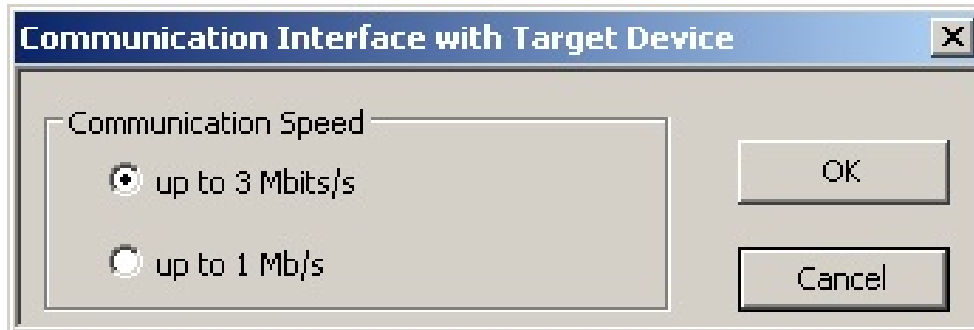 Communication Interface with Target Device
Communication Speed
up to 3 Mbits/s
OK
up to 1 Mb/s
Cancel